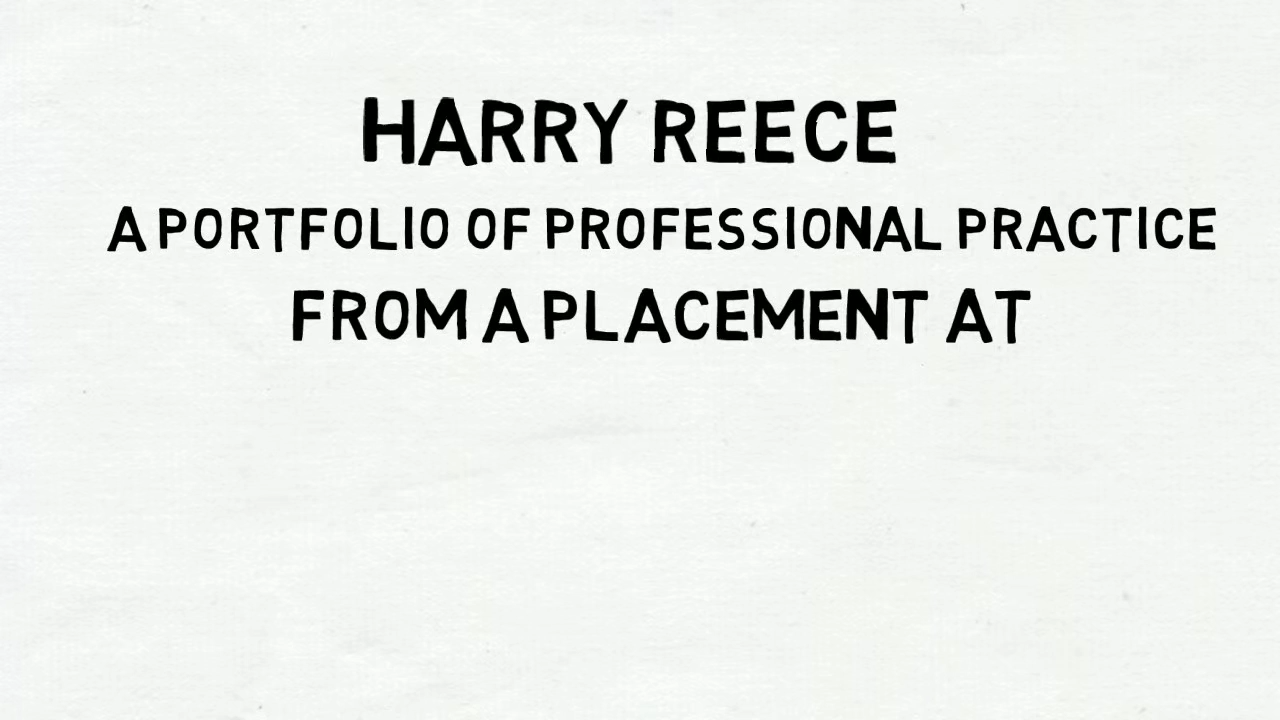 HARRY REECE
A PORTFOLIO OF PROFESSIONAL PRACTICE
FROM A PLACEMENT AT